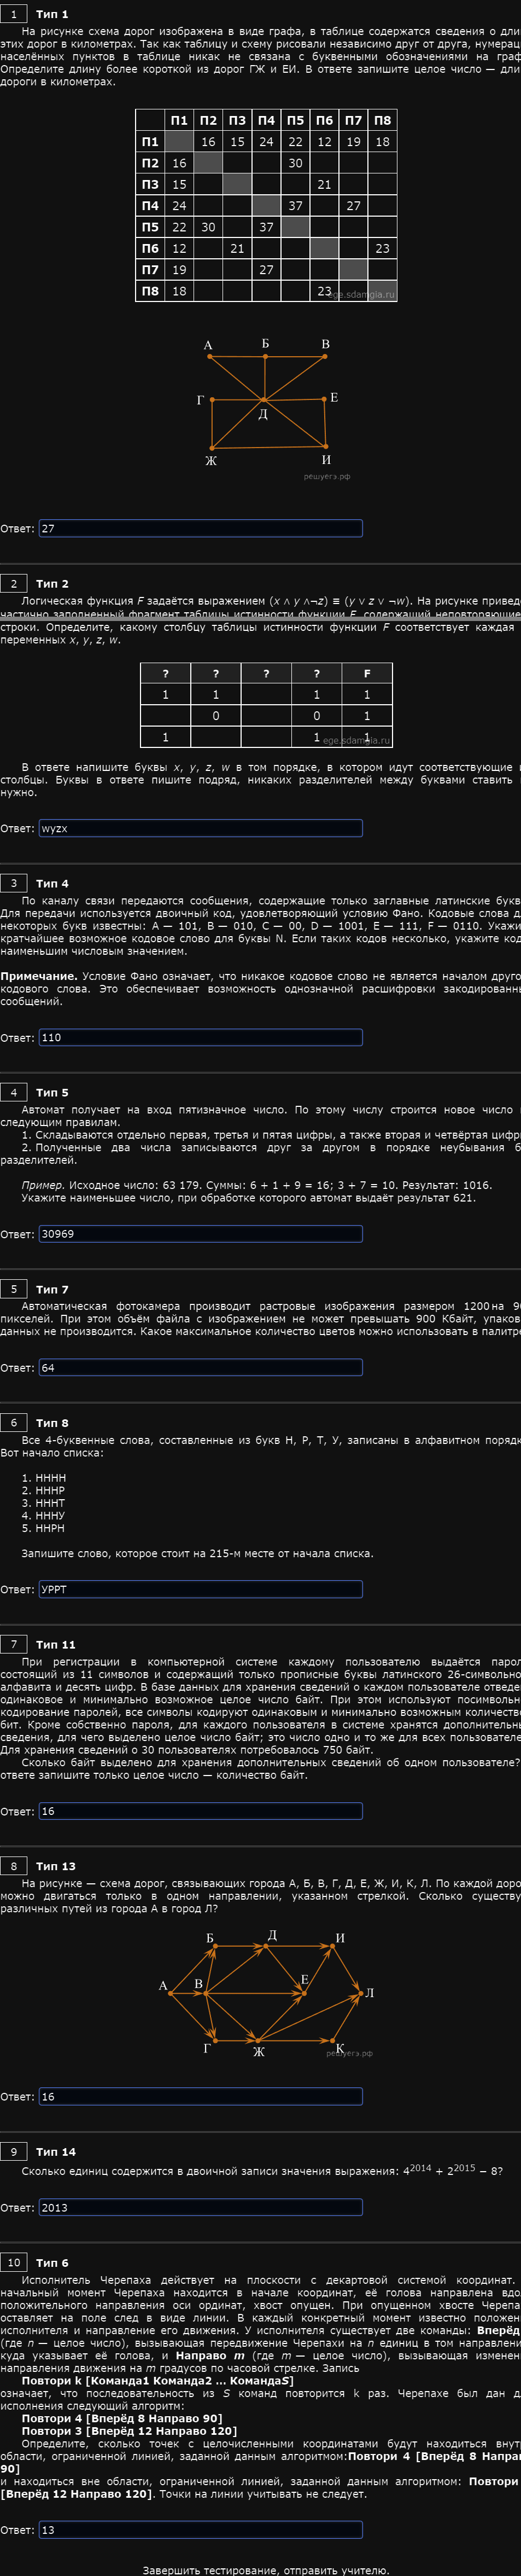 1 Тип 1
На рисунке схема дорог изображена в виде графа, в таблице содержатся сведения о дли
этих дорог в километрах. Так как таблицу и схему рисовали независимо друг от друга, нумерац
населённых пунктов в таблице никак не связана с буквенными обозначениями на граф
Определите длину более короткой из дорог ГЖ и ЕИ. В ответе запишите целое число — дли
дороги в километрах.
П1 П2 П3 П4 П5 П6 П7 П8
П1 16 15 24 22 12 19 18
П2 16 30
П3 15 21
П4 24 37 27
П5 22 30 37
П6 12 21 23
П7 19 27
П8 18 23
ege.sdamgia.ru
А Б В
Г Е
Д
Ж И
решуегэ.рф
Ответ: 27
2 Тип 2
Логическая функция F задаётся выражением (x ∧ y ∧¬z) ≡ (y ∨ z ∨ ¬w). На рисунке привед
частично заполненный фрагмент таблицы истинности функции F, содержащий неповторяющие
строки. Определите, какому столбцу таблицы истинности функции F соответствует каждая
переменных x, y, z, w.
? ? ? ? F
1 1 1 1
0 0 1
1 1 1
ege.sdamgia.ru
В ответе напишите буквы x, y, z, w в том порядке, в котором идут соответствующие и
столбцы. Буквы в ответе пишите подряд, никаких разделителей между буквами ставить
нужно.
Ответ: wyzx
3 Тип 4
По каналу связи передаются сообщения, содержащие только заглавные латинские букв
Для передачи используется двоичный код, удовлетворяющий условию Фано. Кодовые слова д
некоторых букв известны: A — 101, B — 010, C — 00, D — 1001, E — 111, F — 0110. Укажи
кратчайшее возможное кодовое слово для буквы N. Если таких кодов несколько, укажите код
наименьшим числовым значением.
Примечание. Условие Фано означает, что никакое кодовое слово не является началом друго
кодового слова. Это обеспечивает возможность однозначной расшифровки закодированны
сообщений.
Ответ: 110
4 Тип 5
Автомат получает на вход пятизначное число. По этому числу строится новое число
следующим правилам.
1. Складываются отдельно первая, третья и пятая цифры, а также вторая и четвёртая цифр
2. Полученные два числа записываются друг за другом в порядке неубывания б
разделителей.
Пример. Исходное число: 63 179. Суммы: 6 + 1 + 9 = 16; 3 + 7 = 10. Результат: 1016.
Укажите наименьшее число, при обработке которого автомат выдаёт результат 621.
Ответ: 30969
5 Тип 7
Автоматическая фотокамера производит растровые изображения размером 1200 на 90
пикселей. При этом объём файла с изображением не может превышать 900 Кбайт, упаков
данных не производится. Какое максимальное количество цветов можно использовать в палитре
Ответ: 64
6 Тип 8
Все 4-буквенные слова, составленные из букв Н, Р, Т, У, записаны в алфавитном порядк
Вот начало списка:
1. НННН
2. НННР
3. НННТ
4. НННУ
5. ННРН
Запишите слово, которое стоит на 215-м месте от начала списка.
Ответ: УРРТ
7 Тип 11
При регистрации в компьютерной системе каждому пользователю выдаётся парол
состоящий из 11 символов и содержащий только прописные буквы латинского 26-символьно
алфавита и десять цифр. В базе данных для хранения сведений о каждом пользователе отведе
одинаковое и минимально возможное целое число байт. При этом используют посимволь
кодирование паролей, все символы кодируют одинаковым и минимально возможным количество
бит. Кроме собственно пароля, для каждого пользователя в системе хранятся дополнительн
сведения, для чего выделено целое число байт; это число одно и то же для всех пользователе
Для хранения сведений о 30 пользователях потребовалось 750 байт.
Сколько байт выделено для хранения дополнительных сведений об одном пользователе?
ответе запишите только целое число — количество байт.
Ответ: 16
8 Тип 13
На рисунке — схема дорог, связывающих города А, Б, В, Г, Д, Е, Ж, И, К, Л. По каждой доро
можно двигаться только в одном направлении, указанном стрелкой. Сколько существу
различных путей из города А в город Л?
Б Д И
А В Е Л
Г Ж К
решуегэ.рф
Ответ: 16
9 Тип 14
Сколько единиц содержится в двоичной записи значения выражения: 4^2014 + 2^2015 − 8?
Ответ: 2013
10 Тип 6
Исполнитель Черепаха действует на плоскости с декартовой системой координат.
начальный момент Черепаха находится в начале координат, её голова направлена вдо
положительного направления оси ординат, хвост опущен. При опущенном хвосте Черепа
оставляет на поле след в виде линии. В каждый конкретный момент известно положен
исполнителя и направление его движения. У исполнителя существует две команды: Вперёд
(где n — целое число), вызывающая передвижение Черепахи на n единиц в том направлени
куда указывает её голова, и Направо m (где m — целое число), вызывающая изменен
направления движения на m градусов по часовой стрелке. Запись
Повтори k [Команда1 Команда2 … КомандаS]
означает, что последовательность из S команд повторится k раз. Черепахе был дан д
исполнения следующий алгоритм:
Повтори 4 [Вперёд 8 Направо 90]
Повтори 3 [Вперёд 12 Направо 120]
Определите, сколько точек с целочисленными координатами будут находиться внутр
области, ограниченной линией, заданной данным алгоритмом:Повтори 4 [Вперёд 8 Направ
90]
и находиться вне области, ограниченной линией, заданной данным алгоритмом: Повтори
[Вперёд 12 Направо 120]. Точки на линии учитывать не следует.
Ответ: 13
Завершить тестирование, отправить учителю.